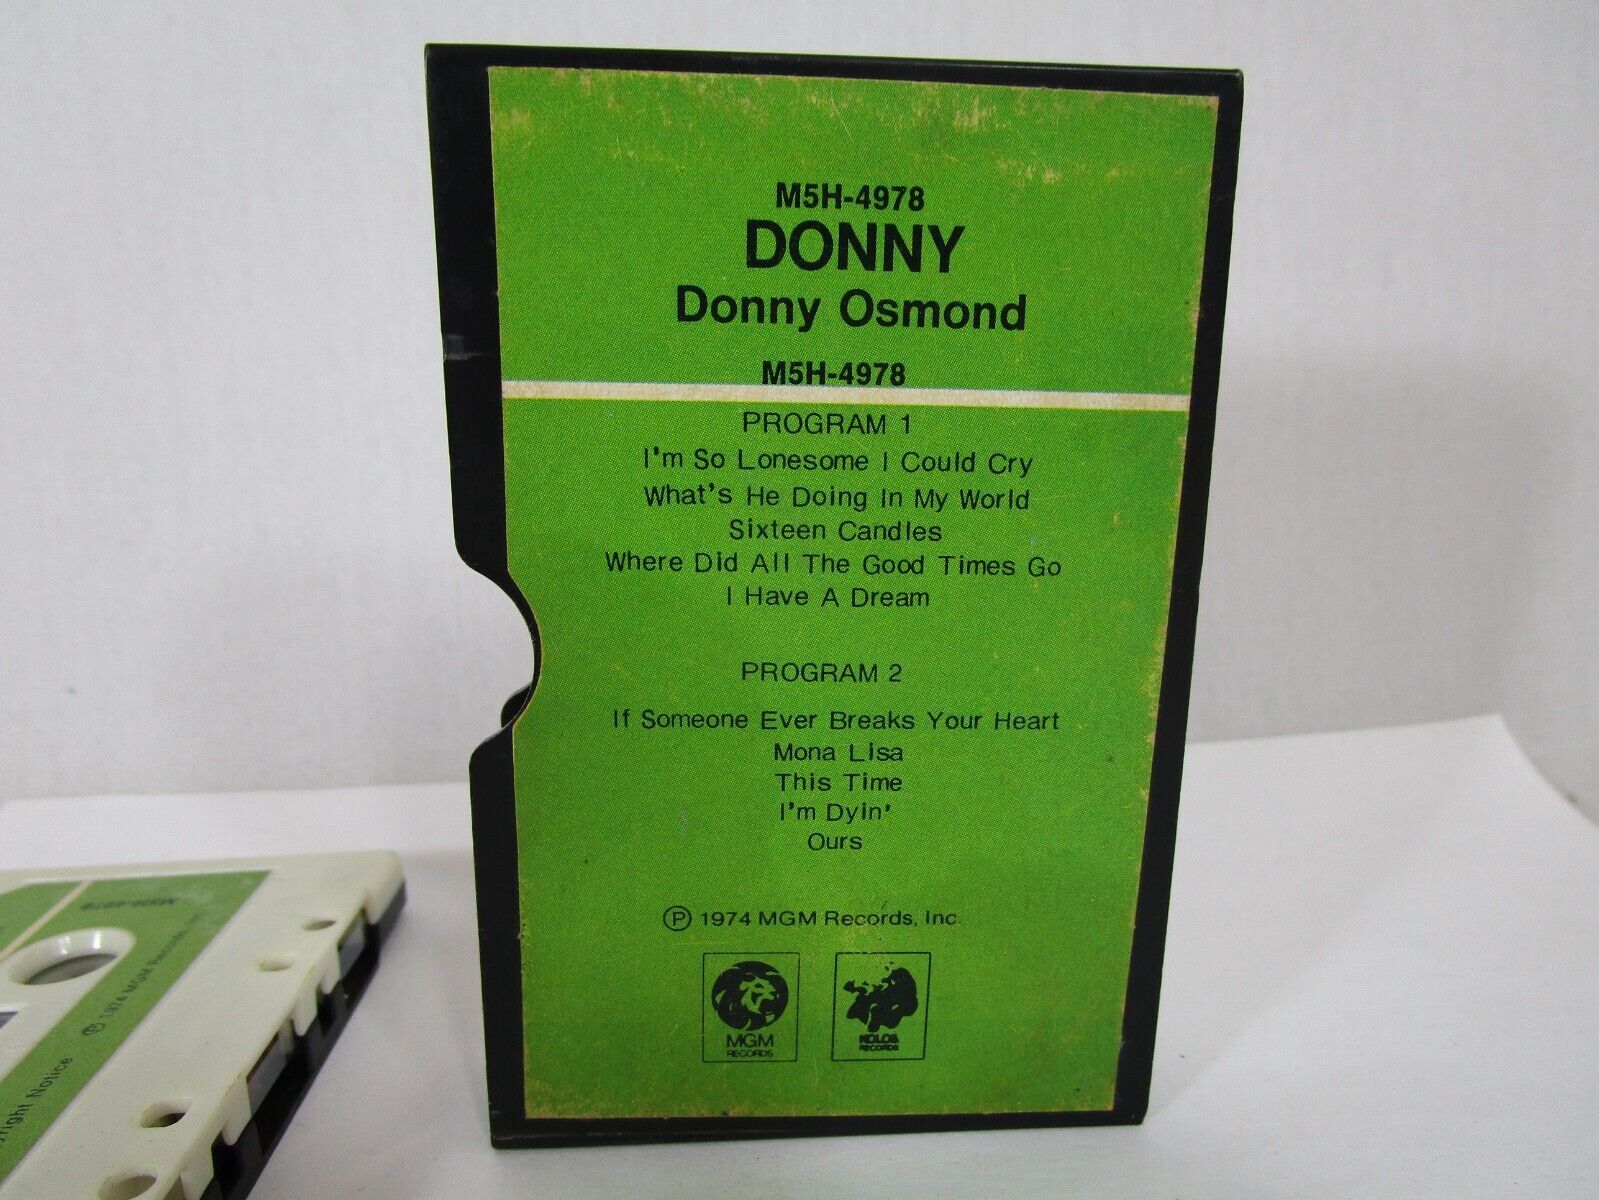 M5H-4978
DONNY
Donny Osmond
M5H-4978
PROGRAM 1
I'm So Lonesome I Could Cry
What's He Doing In My World
Sixteen Candles
Where Did All The Good Times Go
I Have A Dream
PROGRAM 2
If Someone Ever Breaks Your Heart
Mona Lisa
This Time
I'm Dyin'
Ours
Ⓟ 1974 MGM Records, Inc.
MGM
RECORDS
KOLOB
RECORDS
M5H-4978
Ⓟ 1974 MGM Records
Notice